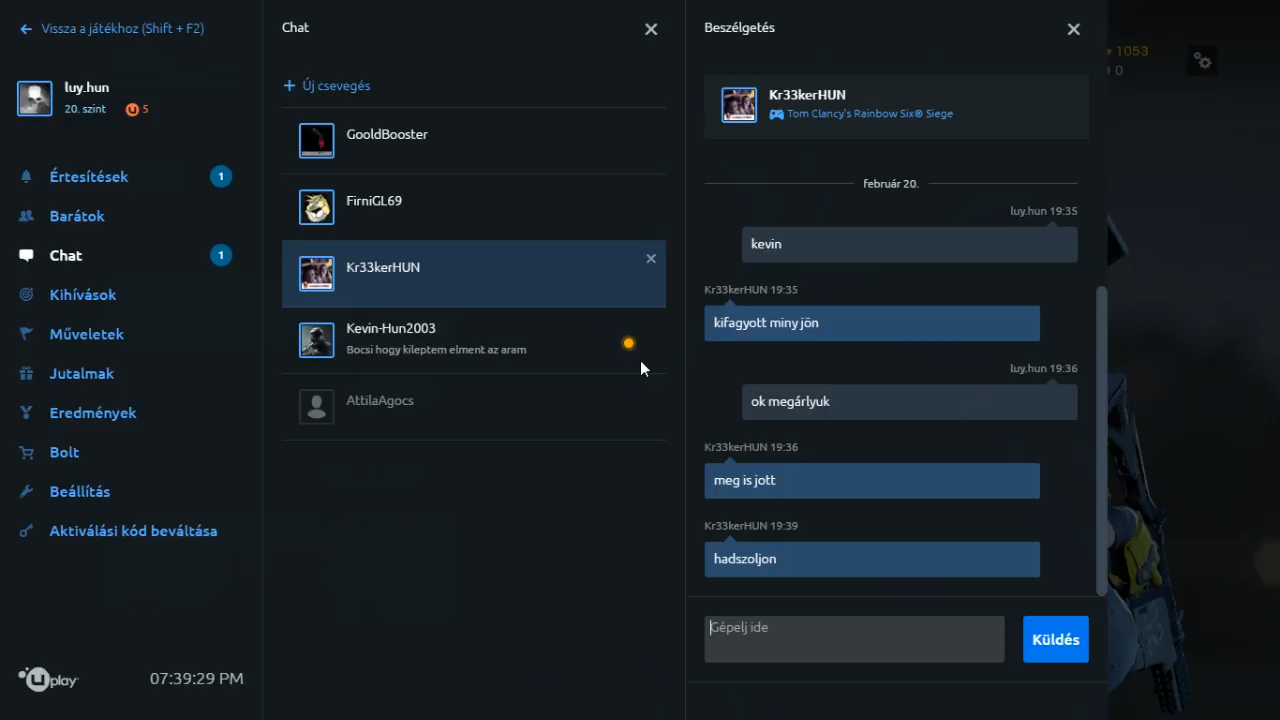 Vissza a játékhoz (Shift + F2)
luy.hun
20. szint
5
Értesítések
1
Barátok
Chat
1
Kihívások
Műveletek
Jutalmak
Eredmények
Bolt
Beállítás
Aktiválási kód beváltása
uplay
07:39:29 PM
Chat
Új csevegés
GooldBooster
FirniGL69
Kr33kerHUN
Kevin-Hun2003
Bocsi hogy kileptem elment az aram
AttilaAgocs
Beszélgetés
Kr33kerHUN
Tom Clancy's Rainbow Six® Siege
február 20.
luy.hun 19:35
kevin
Kr33kerHUN 19:35
kifagyott miny jön
luy.hun 19:36
ok megárlyuk
Kr33kerHUN 19:36
meg is jott
Kr33kerHUN 19:39
hadszoljon
Gépelj ide
Küldés
1053
0